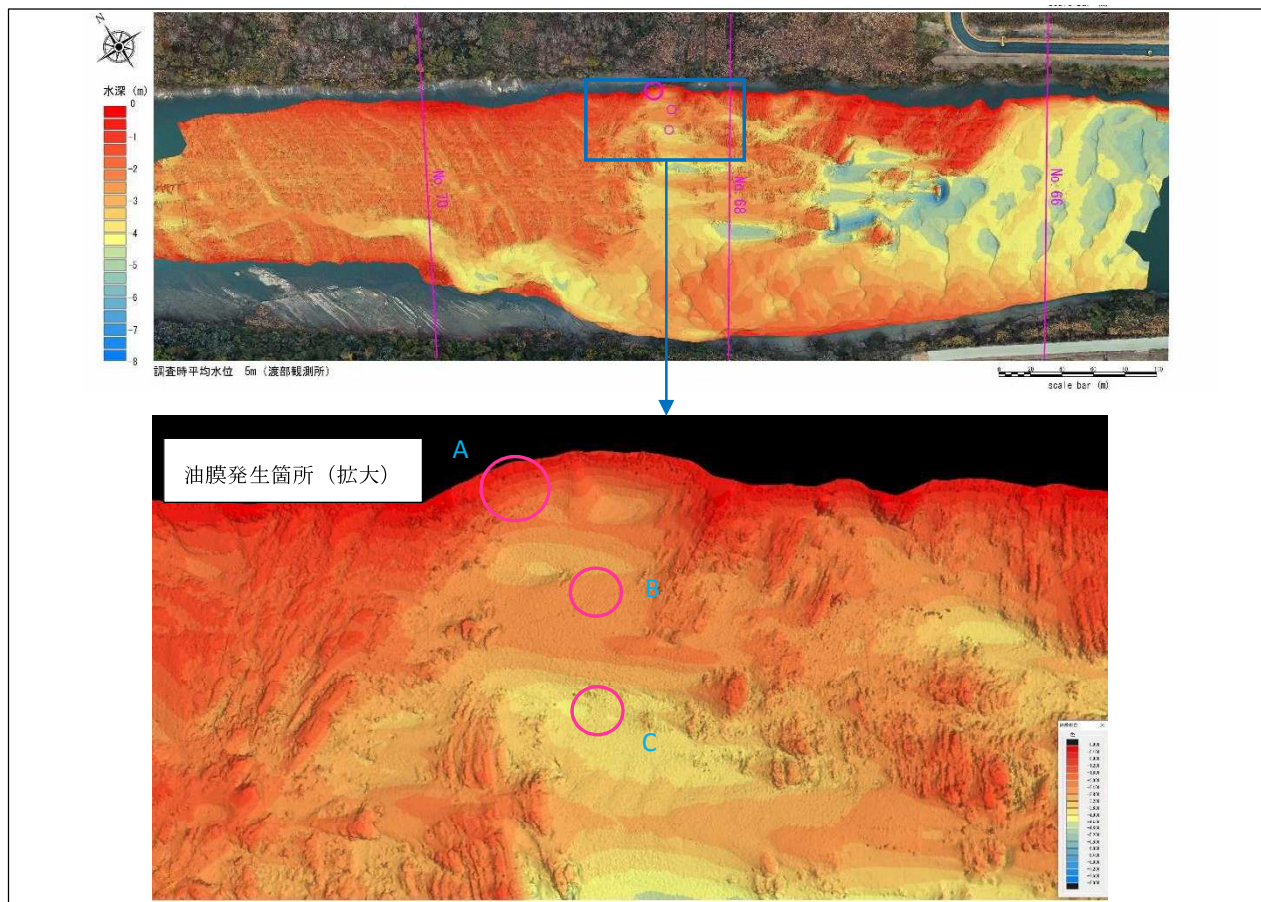 scale bar (m)
N
水深 (m)
0
-1
-2
-3
-4
-5
-6
-7
-8
No. 70
No. 68
No. 66
調査時平均水位 5m (渡部観測所)
scale bar (m)
油膜発生箇所（拡大）
A
B
C